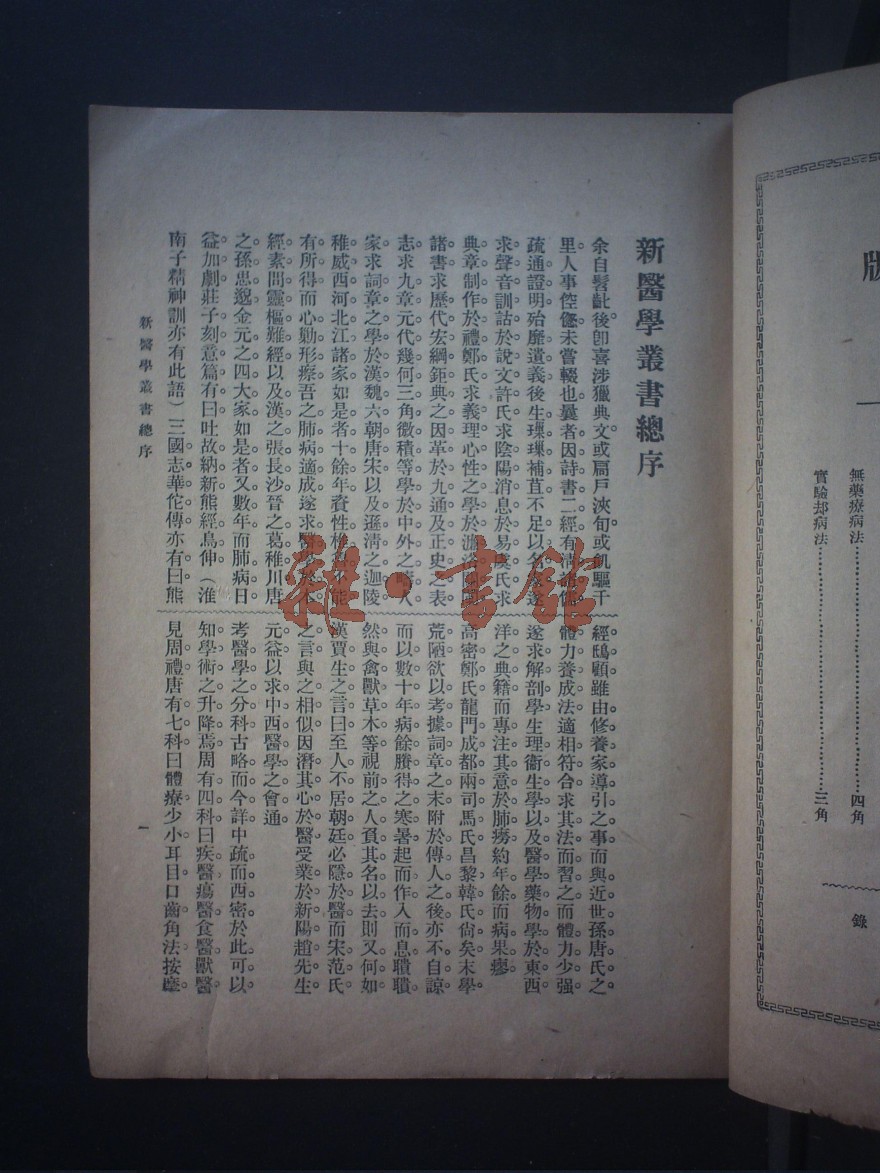 新醫學叢書總序
余自髫齔後卽喜涉獵典文或扃戶浹旬或飢驅千
里人事倥偬未嘗輟也曩者因詩書二經有淸諸儒
疏通證明殆靡遺義後生璅璅補苴不足以名家遂
求聲音訓詁於說文許氏求陰陽消息於易虞氏求
典章制作於禮鄭氏求義理心性之學於濂洛
諸書求歷代宏綱鉅典之因革於九通及正史之表
志求九章元代幾何三角微積等學於中外之疇人
家求詞章之學於漢魏六朝唐宋以及遜淸之迦陵
稚威西河北江諸家如是者十餘年資性椎魯不能
有所得而心勦形瘵吾之肺病適成遂求醫學於本
經素問靈樞難經以及漢之張長沙晉之葛稚川唐
之孫思邈金元之四大家如是者又數年而肺病日
益加劇莊子刻意篇有曰吐故納新熊經鳥伸（淮
南子精神訓亦有此語）三國志華佗傳亦有曰熊
經鴟顧雖由修養家導引之事而與近世孫唐氏之
體力養成法適相符合求其法而習之而體力少强
遂求解剖學生理衞生學以及醫學藥物學於東西
洋之典籍而專注其意於肺癆約年餘而病果瘳
高密鄭氏龍門成都兩司馬氏昌黎韓氏尙矣末學
荒陋欲以考據詞章之末附於傳人之後亦不自諒
而以數十年病餘賸得之寒暑起而作入而息聵聵
然與禽獸草木等視前之人負其名以去則又何如
漢賈生之言曰至人不居朝廷必隱於醫而宋范氏
之言與之相似因潛其心於醫受業於新陽趙先生
元益以求中西醫學之會通
考醫學之分科古略而今詳中疏而西密於此可以
知學術之升降焉周有四科曰疾醫瘍醫食醫獸醫
見周禮唐有七科曰體療少小耳目口齒角法按摩
新醫學叢書總序
一
版
無藥療病法……………………四角
實驗却病法……………………三角
錄
雜·書館